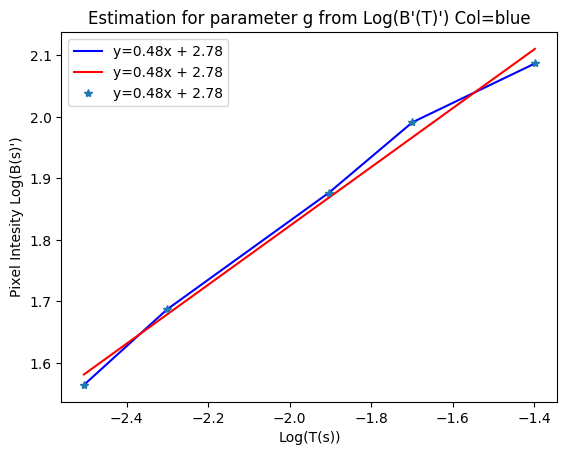 Estimation for parameter g from Log(B'(T)') Col=blue
y=0.48x + 2.78
y=0.48x + 2.78
y=0.48x + 2.78
Pixel Intesity Log(B(s)')
2.1
2.0
1.9
1.8
1.7
1.6
−2.4
−2.2
−2.0
−1.8
−1.6
−1.4
Log(T(s))